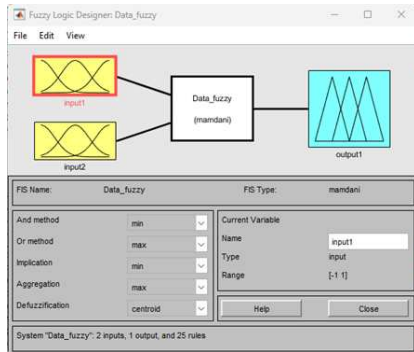 Fuzzy Logic Designer: Data_fuzzy
File Edit View
input1
Data_fuzzy
(mamdani)
input2
output1
FIS Name: Data_fuzzy FIS Type: mamdani
And method min
Or method max
Implication min
Aggregation max
Defuzzification centroid
Current Variable
Name input1
Type input
Range [-1 1]
Help Close
System "Data_fuzzy": 2 inputs, 1 output, and 25 rules